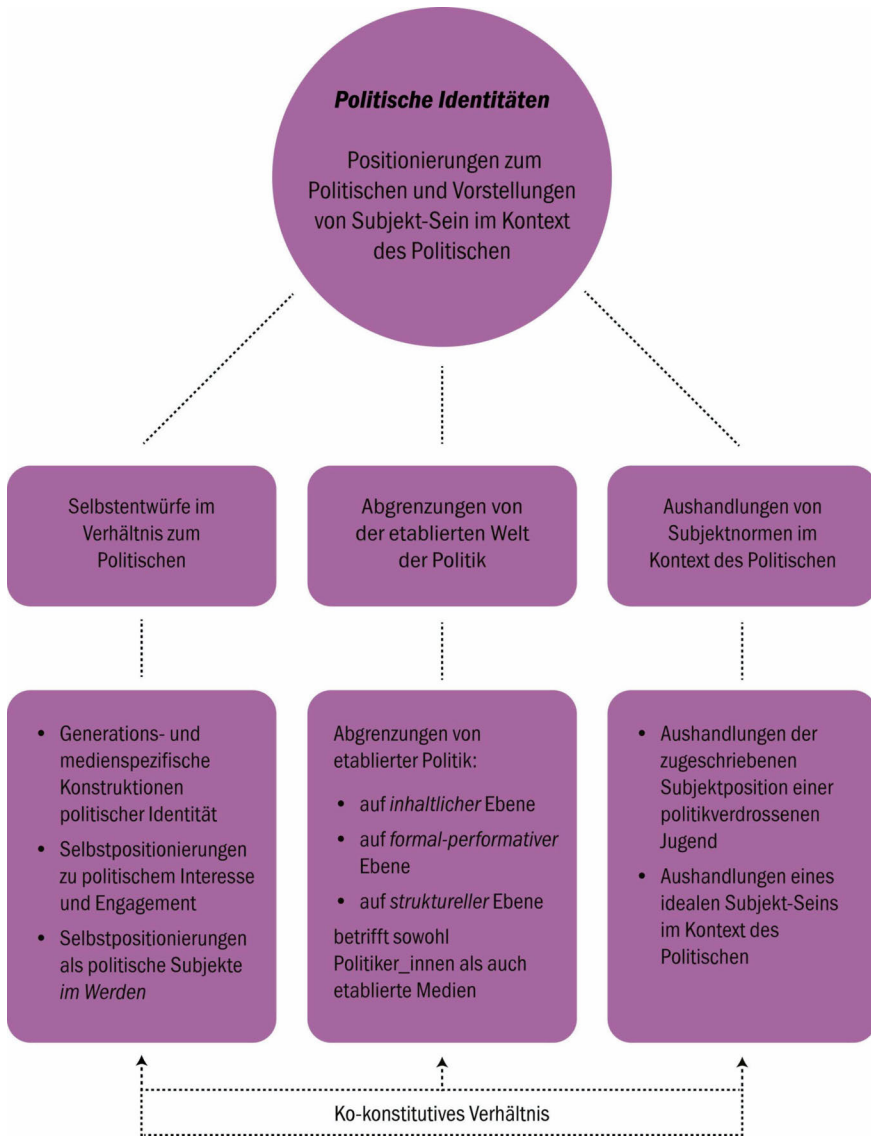 Politische Identitäten
Positionierungen zum
Politischen und Vorstellungen
von Subjekt-Sein im Kontext
des Politischen
Selbstentwürfe im
Verhältnis zum
Politischen
Abgrenzungen von
der etablierten Welt
der Politik
Aushandlungen von
Subjektnormen im
Kontext des Politischen
• Generations- und
medienspezifische
Konstruktionen
politischer Identität
• Selbstpositionierungen
zu politischem Interesse
und Engagement
• Selbstpositionierungen
als politische Subjekte
im Werden
Abgrenzungen von
etablierter Politik:
• auf inhaltlicher Ebene
• auf formal-performativer
Ebene
• auf struktureller Ebene
betrifft sowohl
Politiker_innen als auch
etablierte Medien
• Aushandlungen der
zugeschriebenen
Subjektposition einer
politikverdrossenen
Jugend
• Aushandlungen eines
idealen Subjekt-Seins
im Kontext des
Politischen
Ko-konstitutives Verhältnis